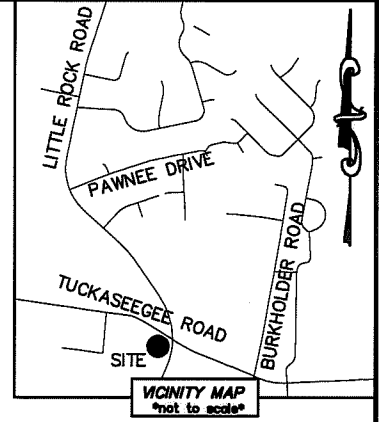 LITTLE ROCK ROAD
PAWNEE DRIVE
BURKHOLDER ROAD
TUCKASEEGEE ROAD
SITE
VICINITY MAP
*not to scale*